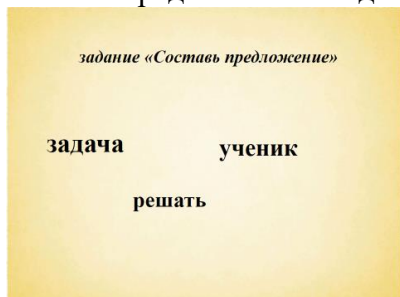 задание «Составь предложение»
задача
ученик
решать